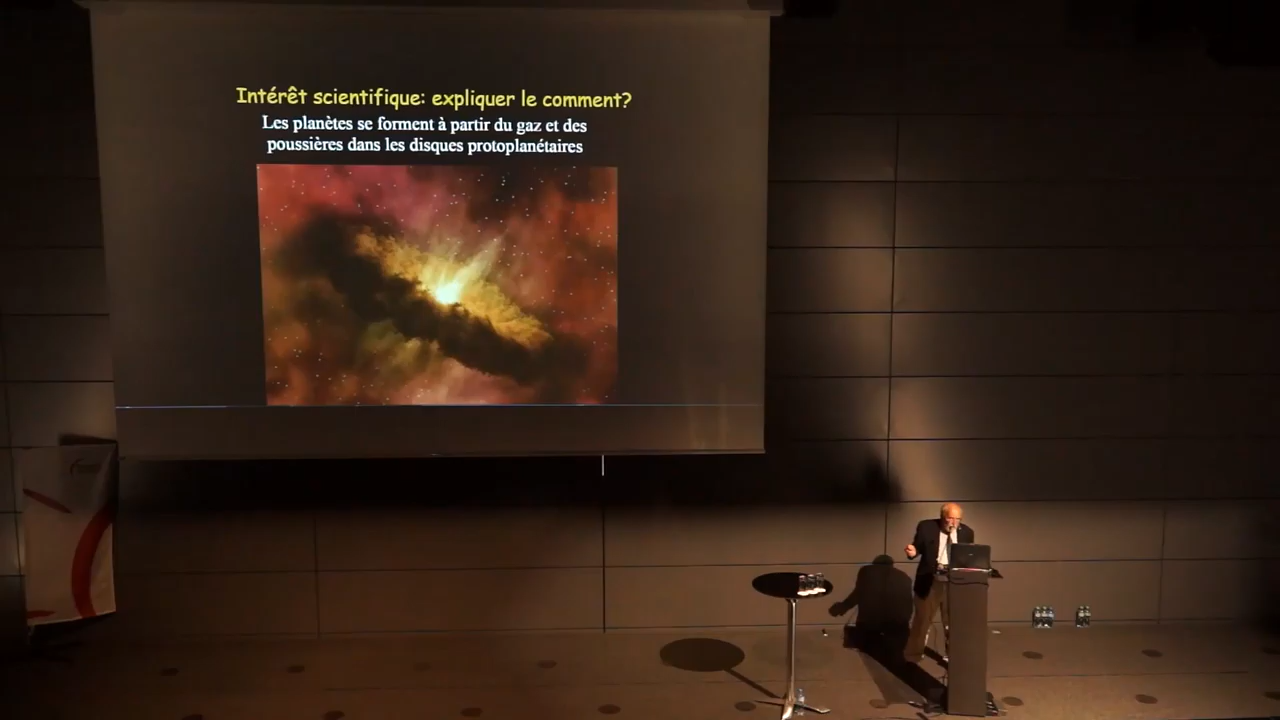 Intérêt scientifique: expliquer le comment?
Les planètes se forment à partir du gaz et des
poussières dans les disques protoplanétaires